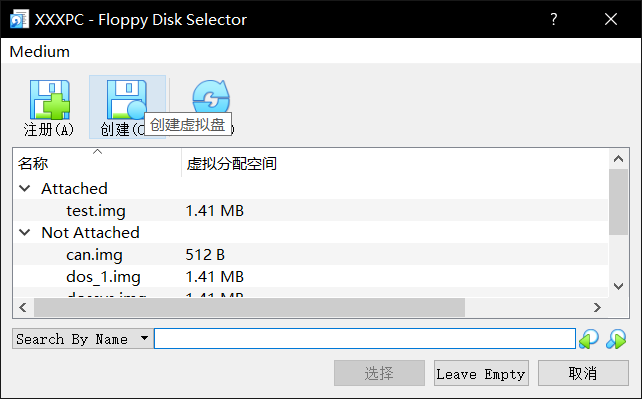 XXXPC - Floppy Disk Selector
Medium
注册(A) 创建(C
创建虚拟盘 )
名称 虚拟分配空间
Attached
test.img 1.41 MB
Not Attached
can.img 512 B
dos_1.img 1.41 MB
1.41 MB
Search By Name
选择 Leave Empty 取消